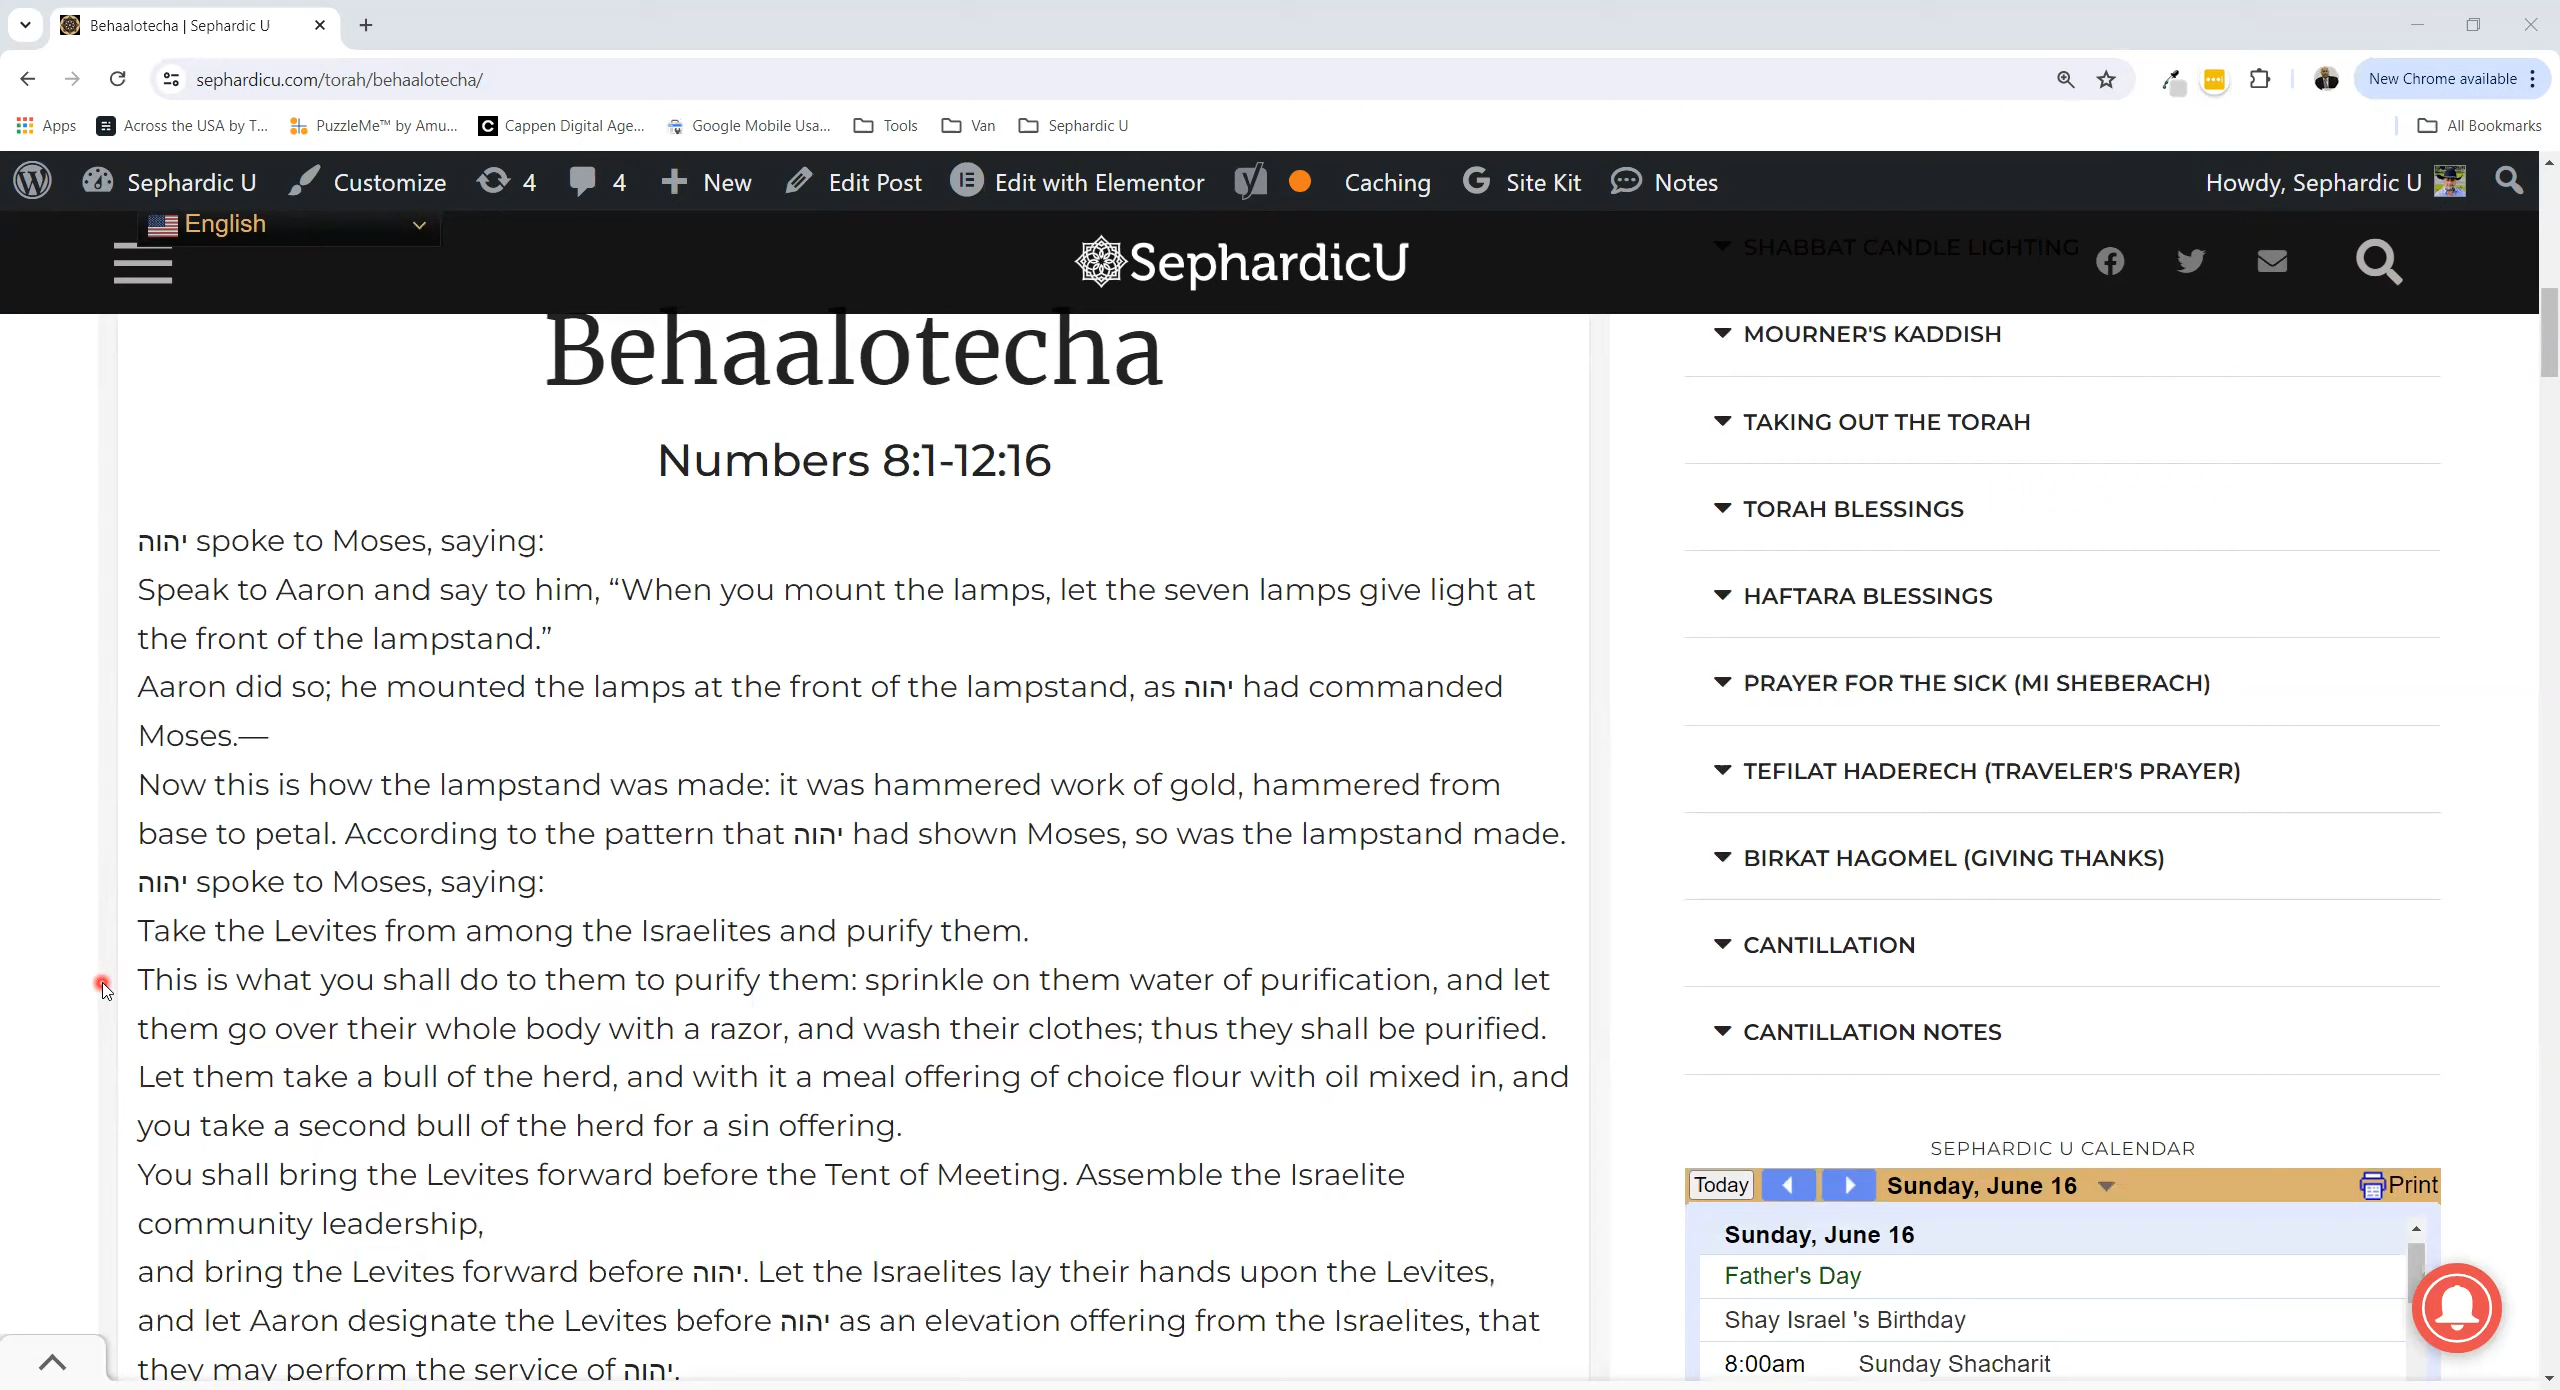 Behaalotecha | Sephardic U
sephardicu.com/torah/behaalotecha/
New Chrome available
Apps
Across the USA by T...
PuzzleMe™ by Amu...
Cappen Digital Age...
Google Mobile Usa...
Tools
Van
Sephardic U
All Bookmarks
Sephardic U
Customize
4
4
New
Edit Post
Edit with Elementor
Caching
Site Kit
Notes
Howdy, Sephardic U
English
SephardicU
SHABBAT CANDLE LIGHTING
Behaalotecha
Numbers 8:1-12:16
יהוה spoke to Moses, saying:
Speak to Aaron and say to him, “When you mount the lamps, let the seven lamps give light at
the front of the lampstand.”
Aaron did so; he mounted the lamps at the front of the lampstand, as יהוה had commanded
Moses.—
Now this is how the lampstand was made: it was hammered work of gold, hammered from
base to petal. According to the pattern that יהוה had shown Moses, so was the lampstand made.
יהוה spoke to Moses, saying:
Take the Levites from among the Israelites and purify them.
This is what you shall do to them to purify them: sprinkle on them water of purification, and let
them go over their whole body with a razor, and wash their clothes; thus they shall be purified.
Let them take a bull of the herd, and with it a meal offering of choice flour with oil mixed in, and
you take a second bull of the herd for a sin offering.
You shall bring the Levites forward before the Tent of Meeting. Assemble the Israelite
community leadership,
and bring the Levites forward before יהוה. Let the Israelites lay their hands upon the Levites,
and let Aaron designate the Levites before יהוה as an elevation offering from the Israelites, that
they may perform the service of יהוה.
MOURNER'S KADDISH
TAKING OUT THE TORAH
TORAH BLESSINGS
HAFTARA BLESSINGS
PRAYER FOR THE SICK (MI SHEBERACH)
TEFILAT HADERECH (TRAVELER'S PRAYER)
BIRKAT HAGOMEL (GIVING THANKS)
CANTILLATION
CANTILLATION NOTES
SEPHARDIC U CALENDAR
Today
Sunday, June 16
Print
Sunday, June 16
Father's Day
Shay Israel 's Birthday
8:00am Sunday Shacharit